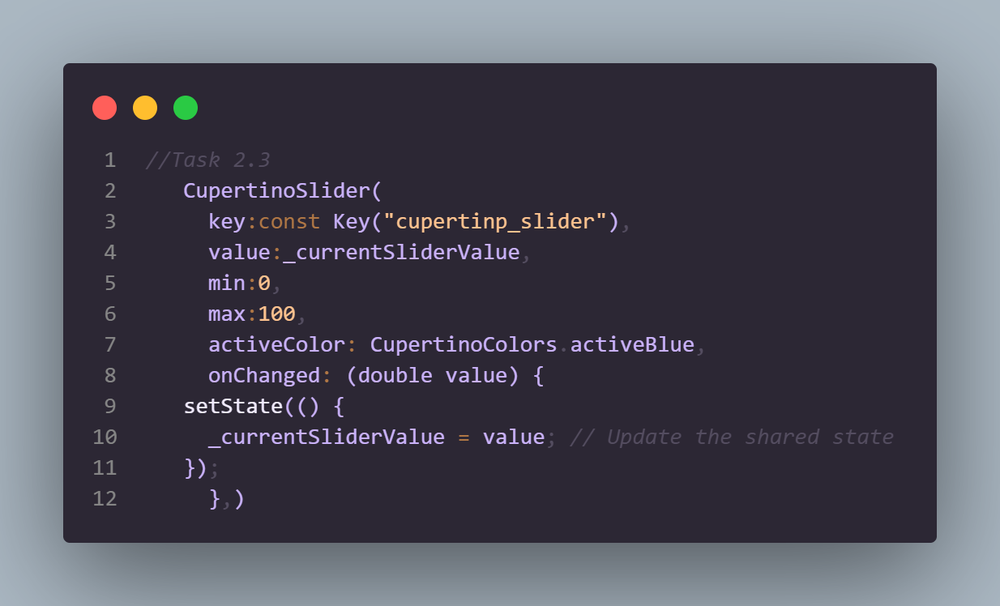 1 //Task 2.3
2 CupertinoSlider(
3 key:const Key("cupertinp_slider"),
4 value:_currentSliderValue,
5 min:0,
6 max:100,
7 activeColor: CupertinoColors.activeBlue,
8 onChanged: (double value) {
9 setState(() {
10 _currentSliderValue = value; // Update the shared state
11 });
12 },)